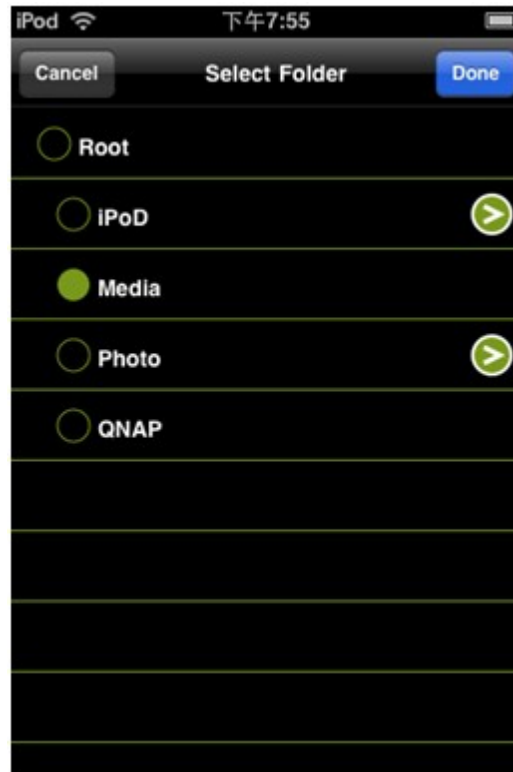 iPod 下午7:55
Cancel Select Folder Done
Root
iPoD
Media
Photo
QNAP